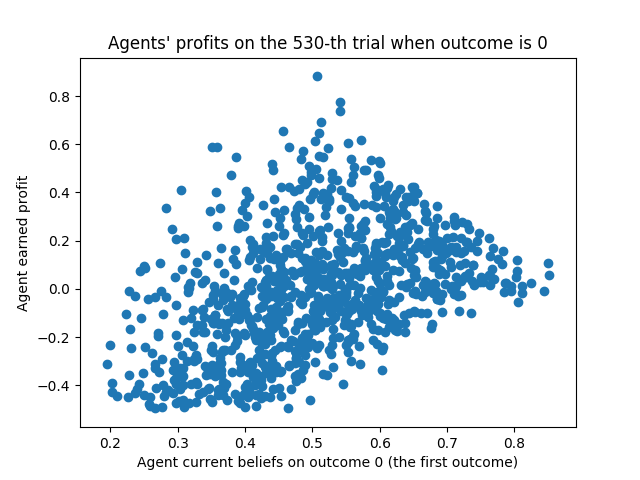 Agents' profits on the 530-th trial when outcome is 0
0.8
0.6
0.4
0.2
0.0
−0.2
−0.4
Agent earned profit
0.2 0.3 0.4 0.5 0.6 0.7 0.8
Agent current beliefs on outcome 0 (the first outcome)